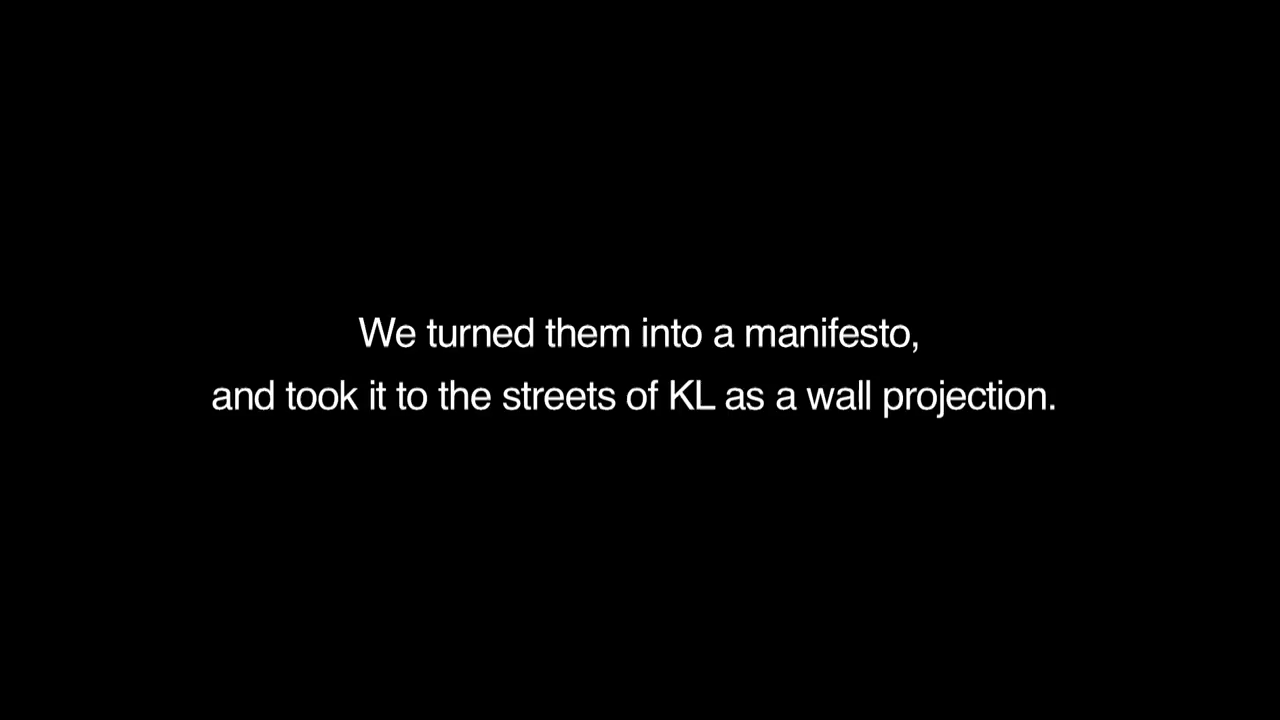 We turned them into a manifesto,
and took it to the streets of KL as a wall projection.